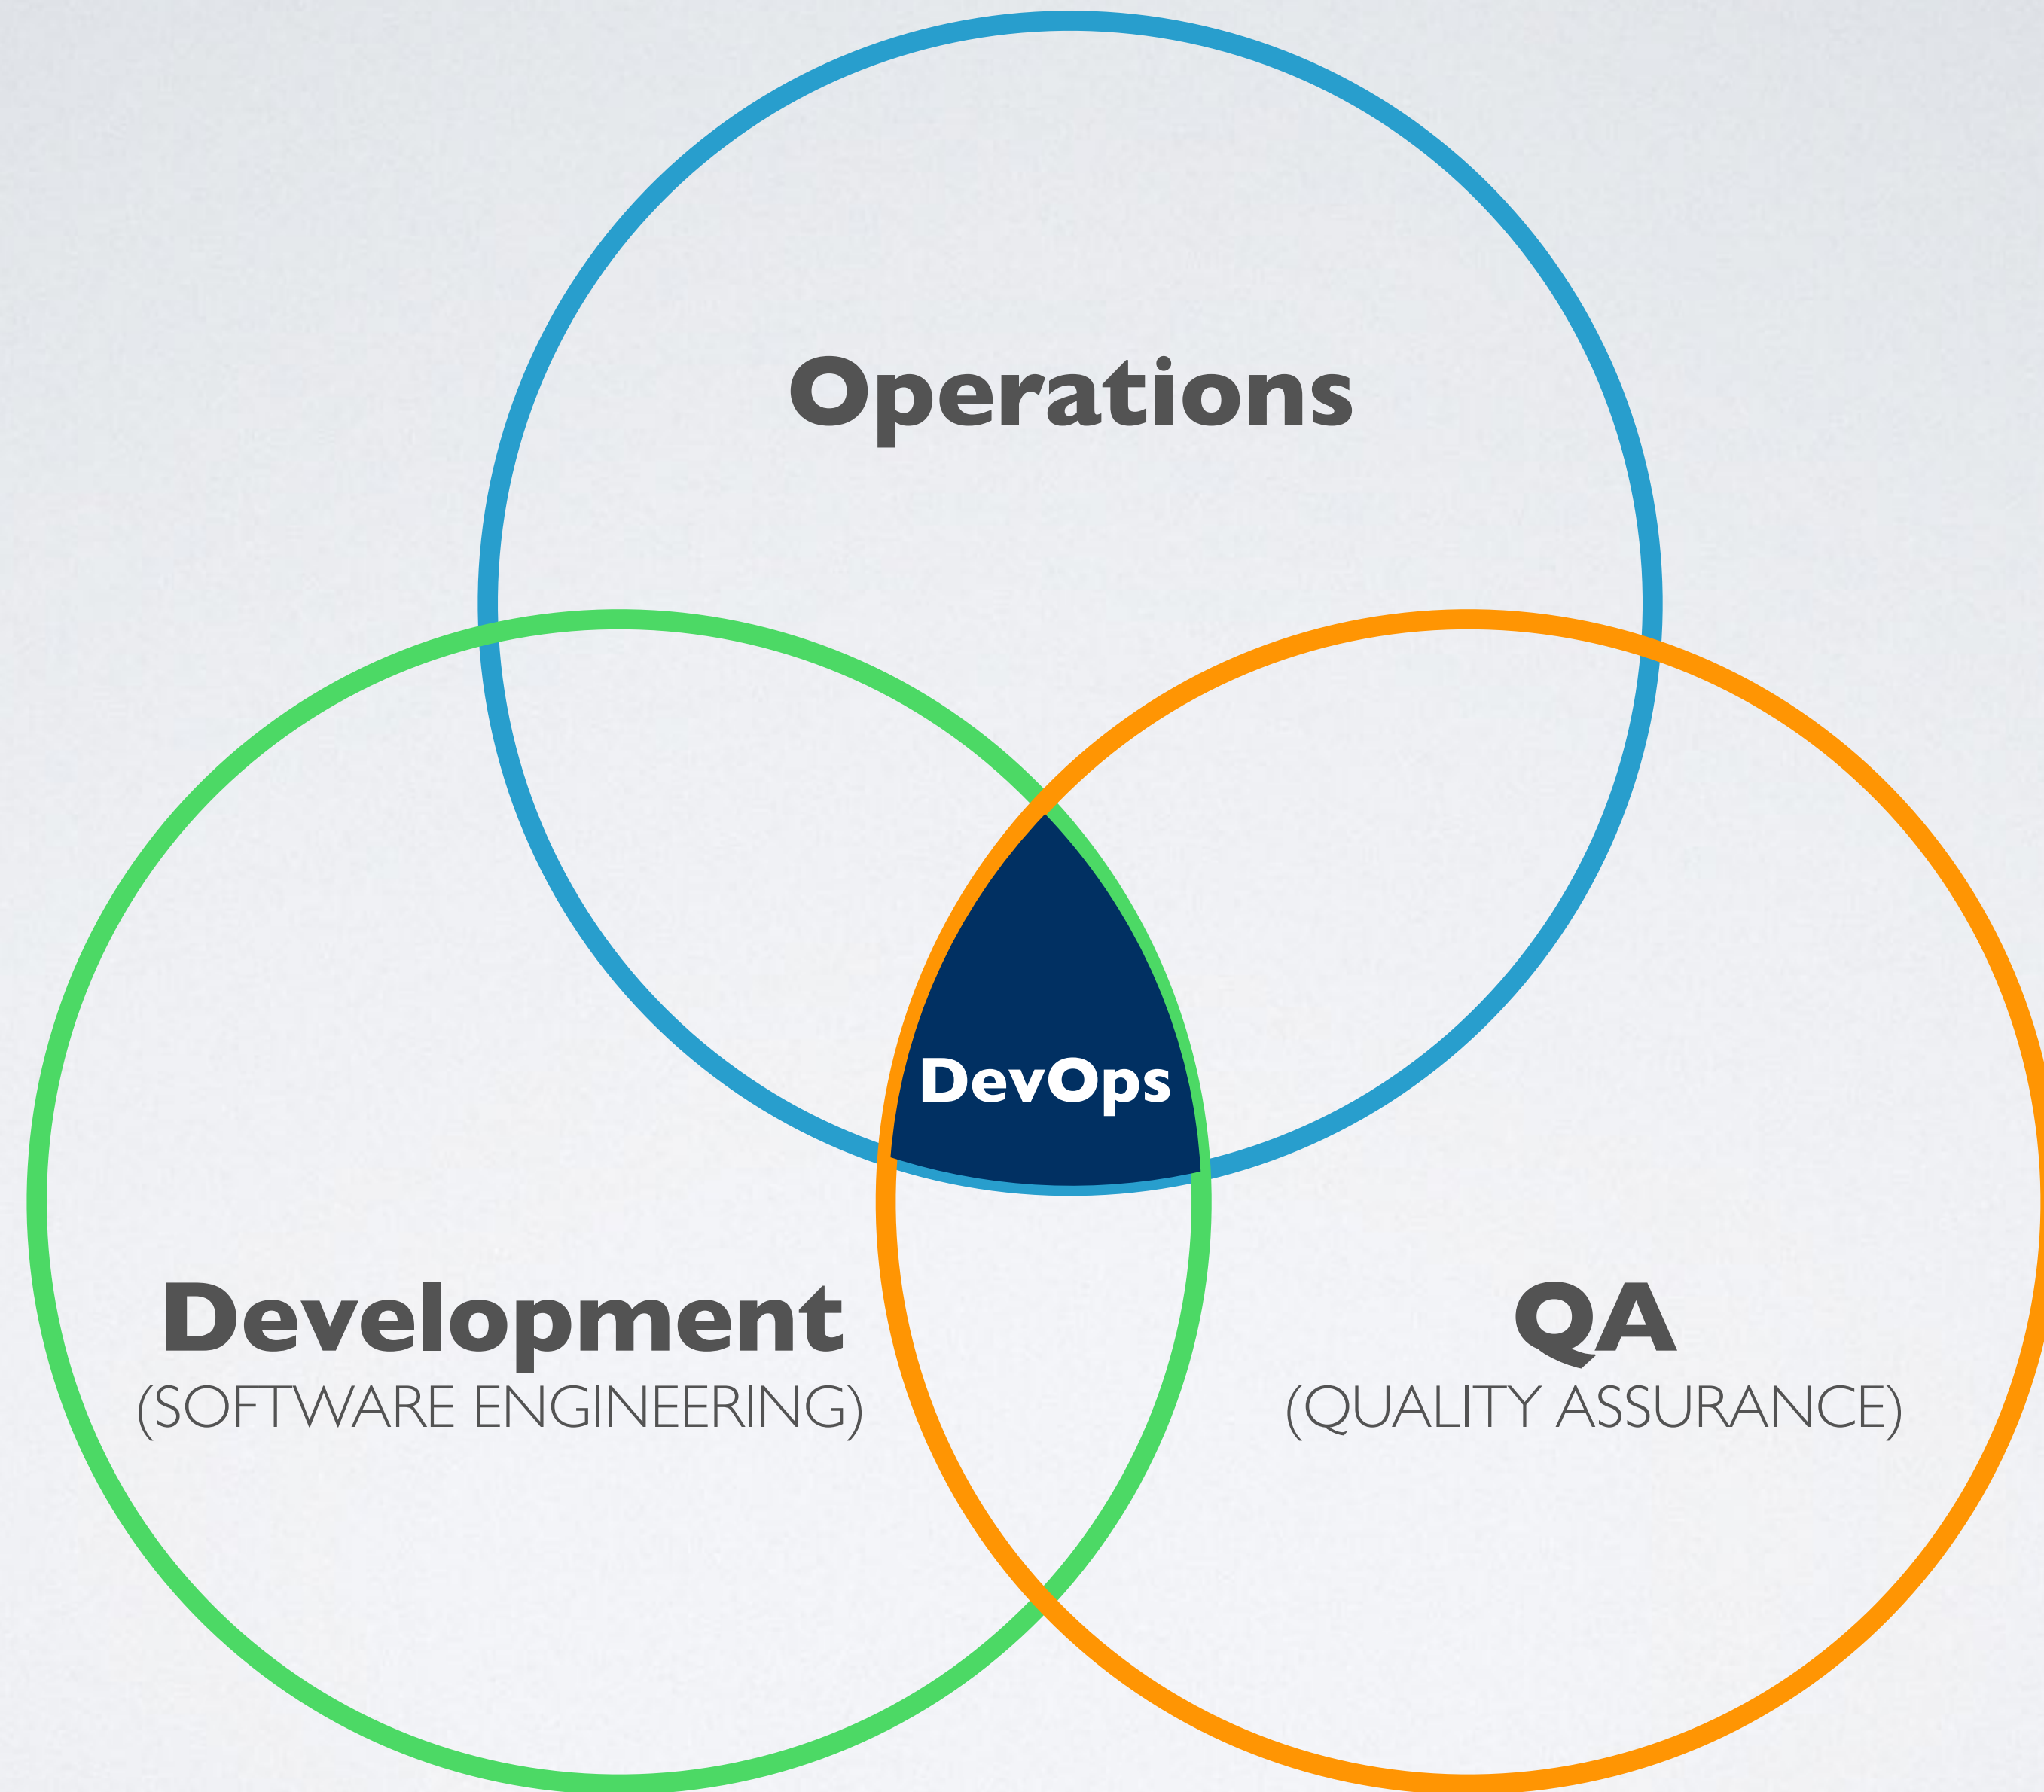 Operations
DevOps
Development
(SOFTWARE ENGINEERING)
QA
(QUALITY ASSURANCE)